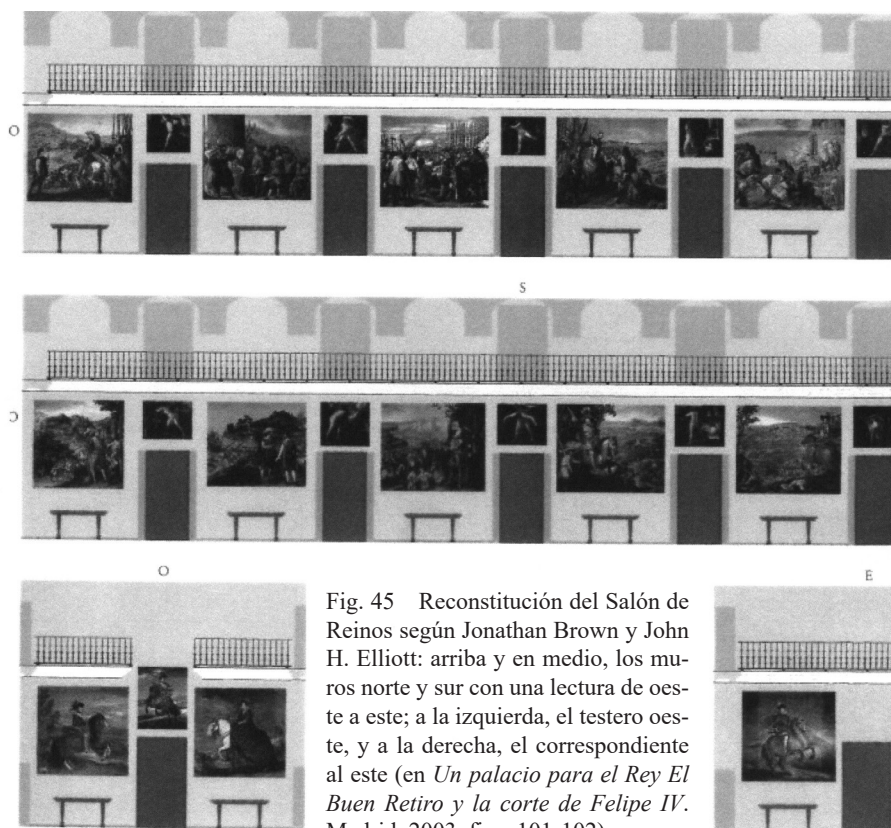 O
S
O
E
Fig. 45 Reconstitución del Salón de
Reinos según Jonathan Brown y John
H. Elliott: arriba y en medio, los mu-
ros norte y sur con una lectura de oes-
te a este; a la izquierda, el testero oes-
te, y a la derecha, el correspondiente
al este (en Un palacio para el Rey El
Buen Retiro y la corte de Felipe IV.